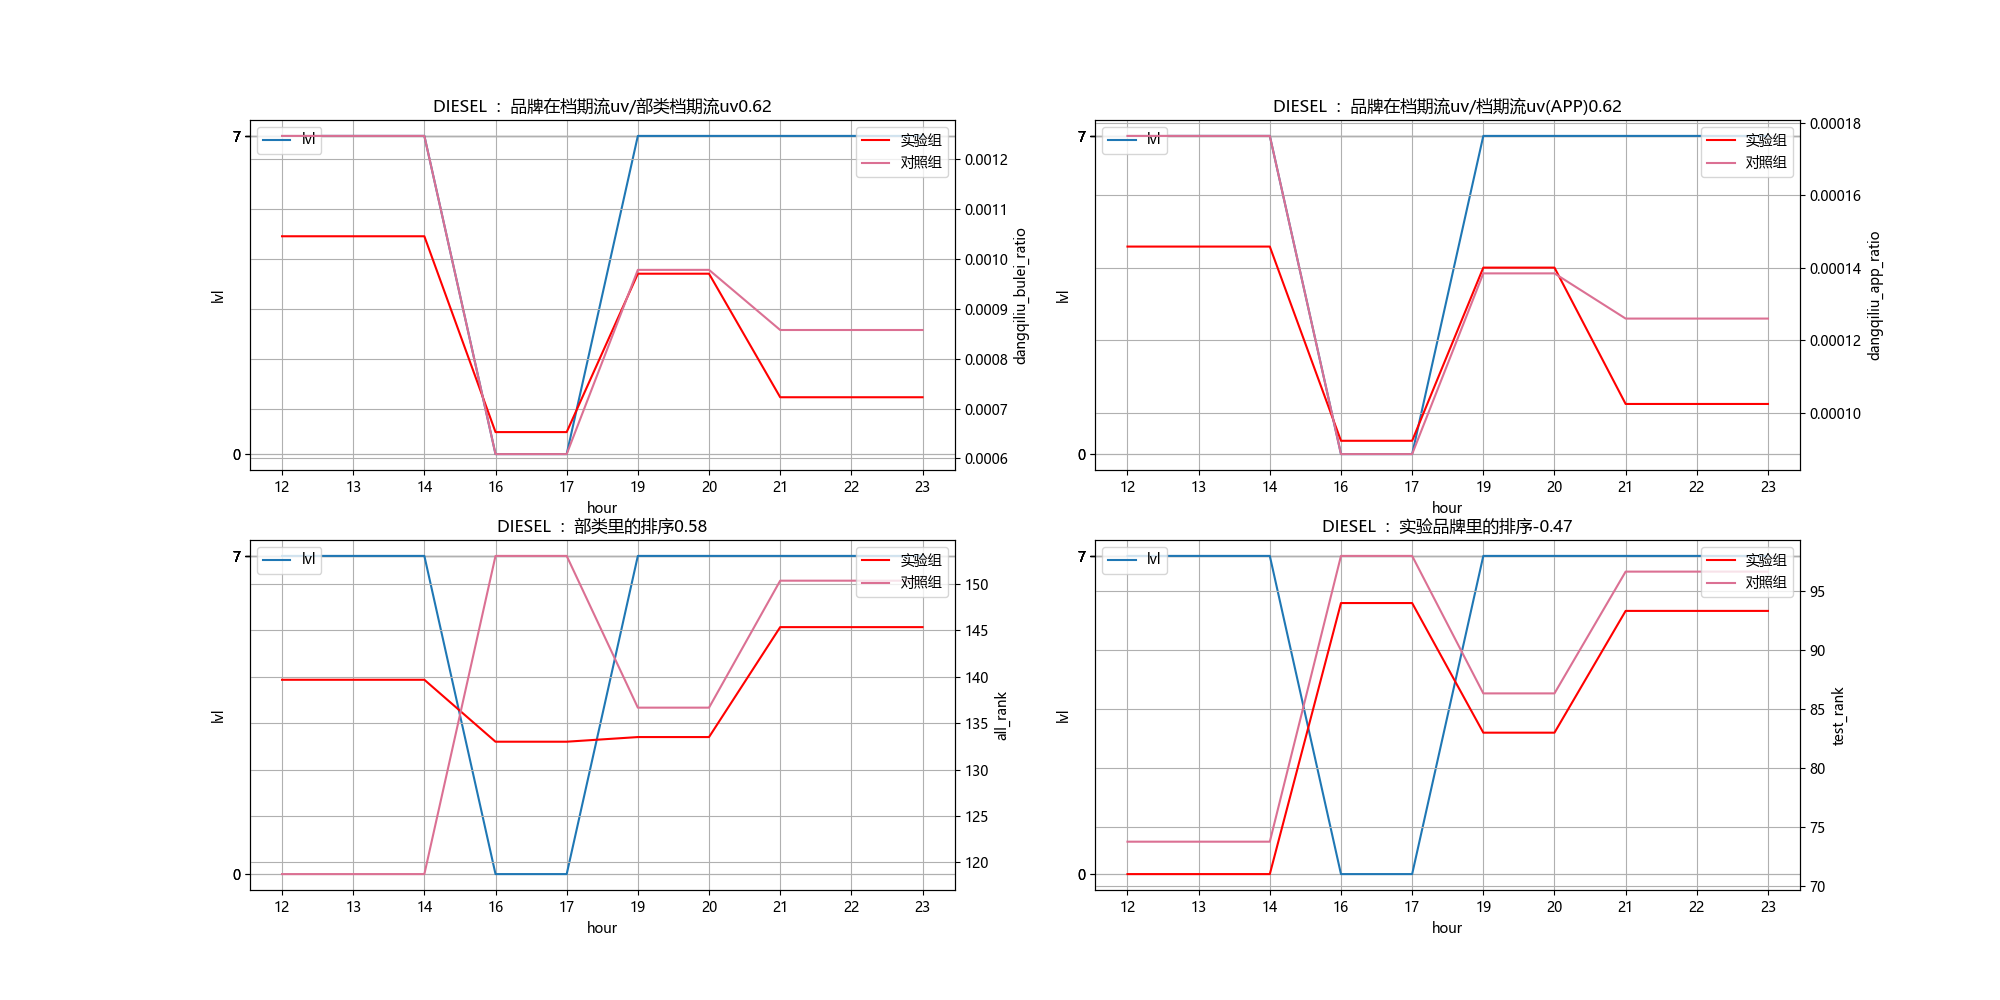 DIESEL ：品牌在档期流uv/部类档期流uv0.62
lvl
实验组
对照组
7
0
lvl
0.0012
0.0011
0.0010
0.0009
0.0008
0.0007
0.0006
dangqiliu_bulei_ratio
12 13 14 16 17 19 20 21 22 23
hour
DIESEL ：品牌在档期流uv/档期流uv(APP)0.62
lvl
实验组
对照组
7
0
lvl
0.00018
0.00016
0.00014
0.00012
0.00010
dangqiliu_app_ratio
12 13 14 16 17 19 20 21 22 23
hour
DIESEL ：部类里的排序0.58
lvl
实验组
对照组
7
0
lvl
150
145
140
135
130
125
120
all_rank
12 13 14 16 17 19 20 21 22 23
hour
DIESEL ：实验品牌里的排序-0.47
lvl
实验组
对照组
7
0
lvl
95
90
85
80
75
70
test_rank
12 13 14 16 17 19 20 21 22 23
hour